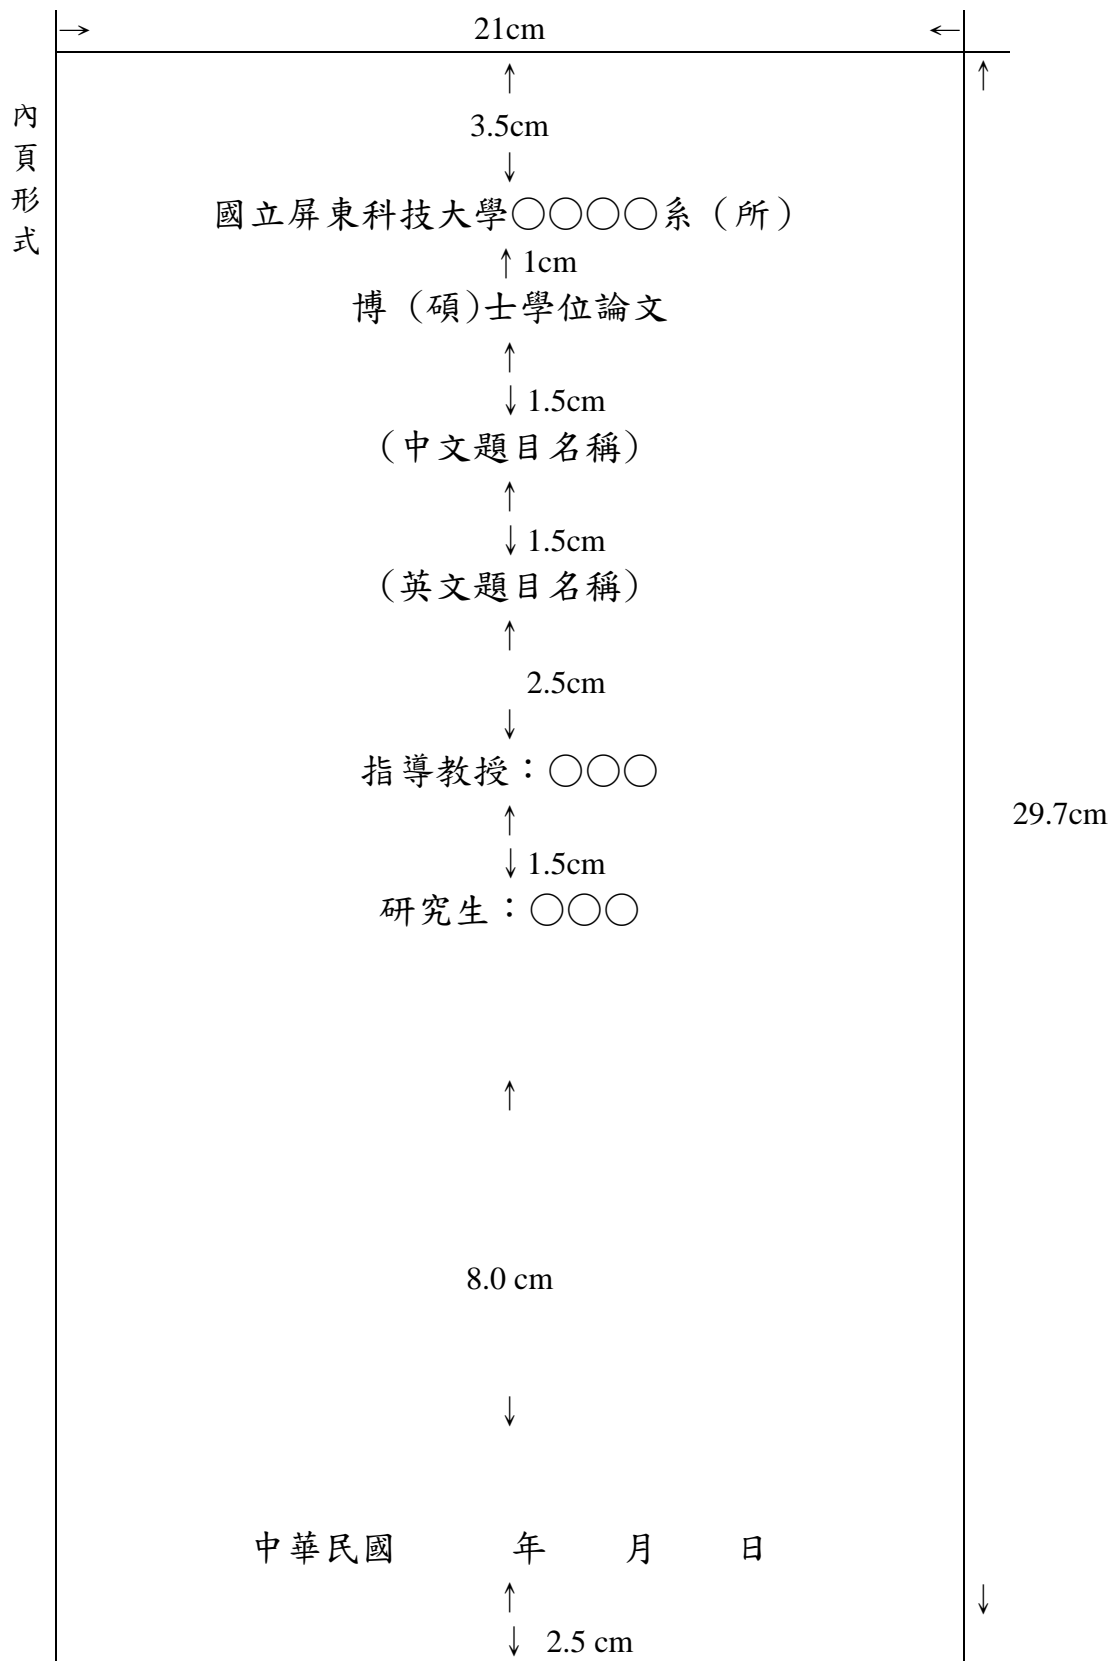 → 21cm ←
內頁形式
↑ ↑
3.5cm
↓
國立屏東科技大學○○○○系（所）
↑1cm
博（碩)士學位論文
↑
↓1.5cm
（中文題目名稱）
↑
↓1.5cm
（英文題目名稱）
↑
2.5cm
↓
指導教授：○○○
29.7cm
↑
↓1.5cm
研究生：○○○
↑
8.0 cm
↓
中華民國 年 月 日
↑ ↓
↓ 2.5 cm